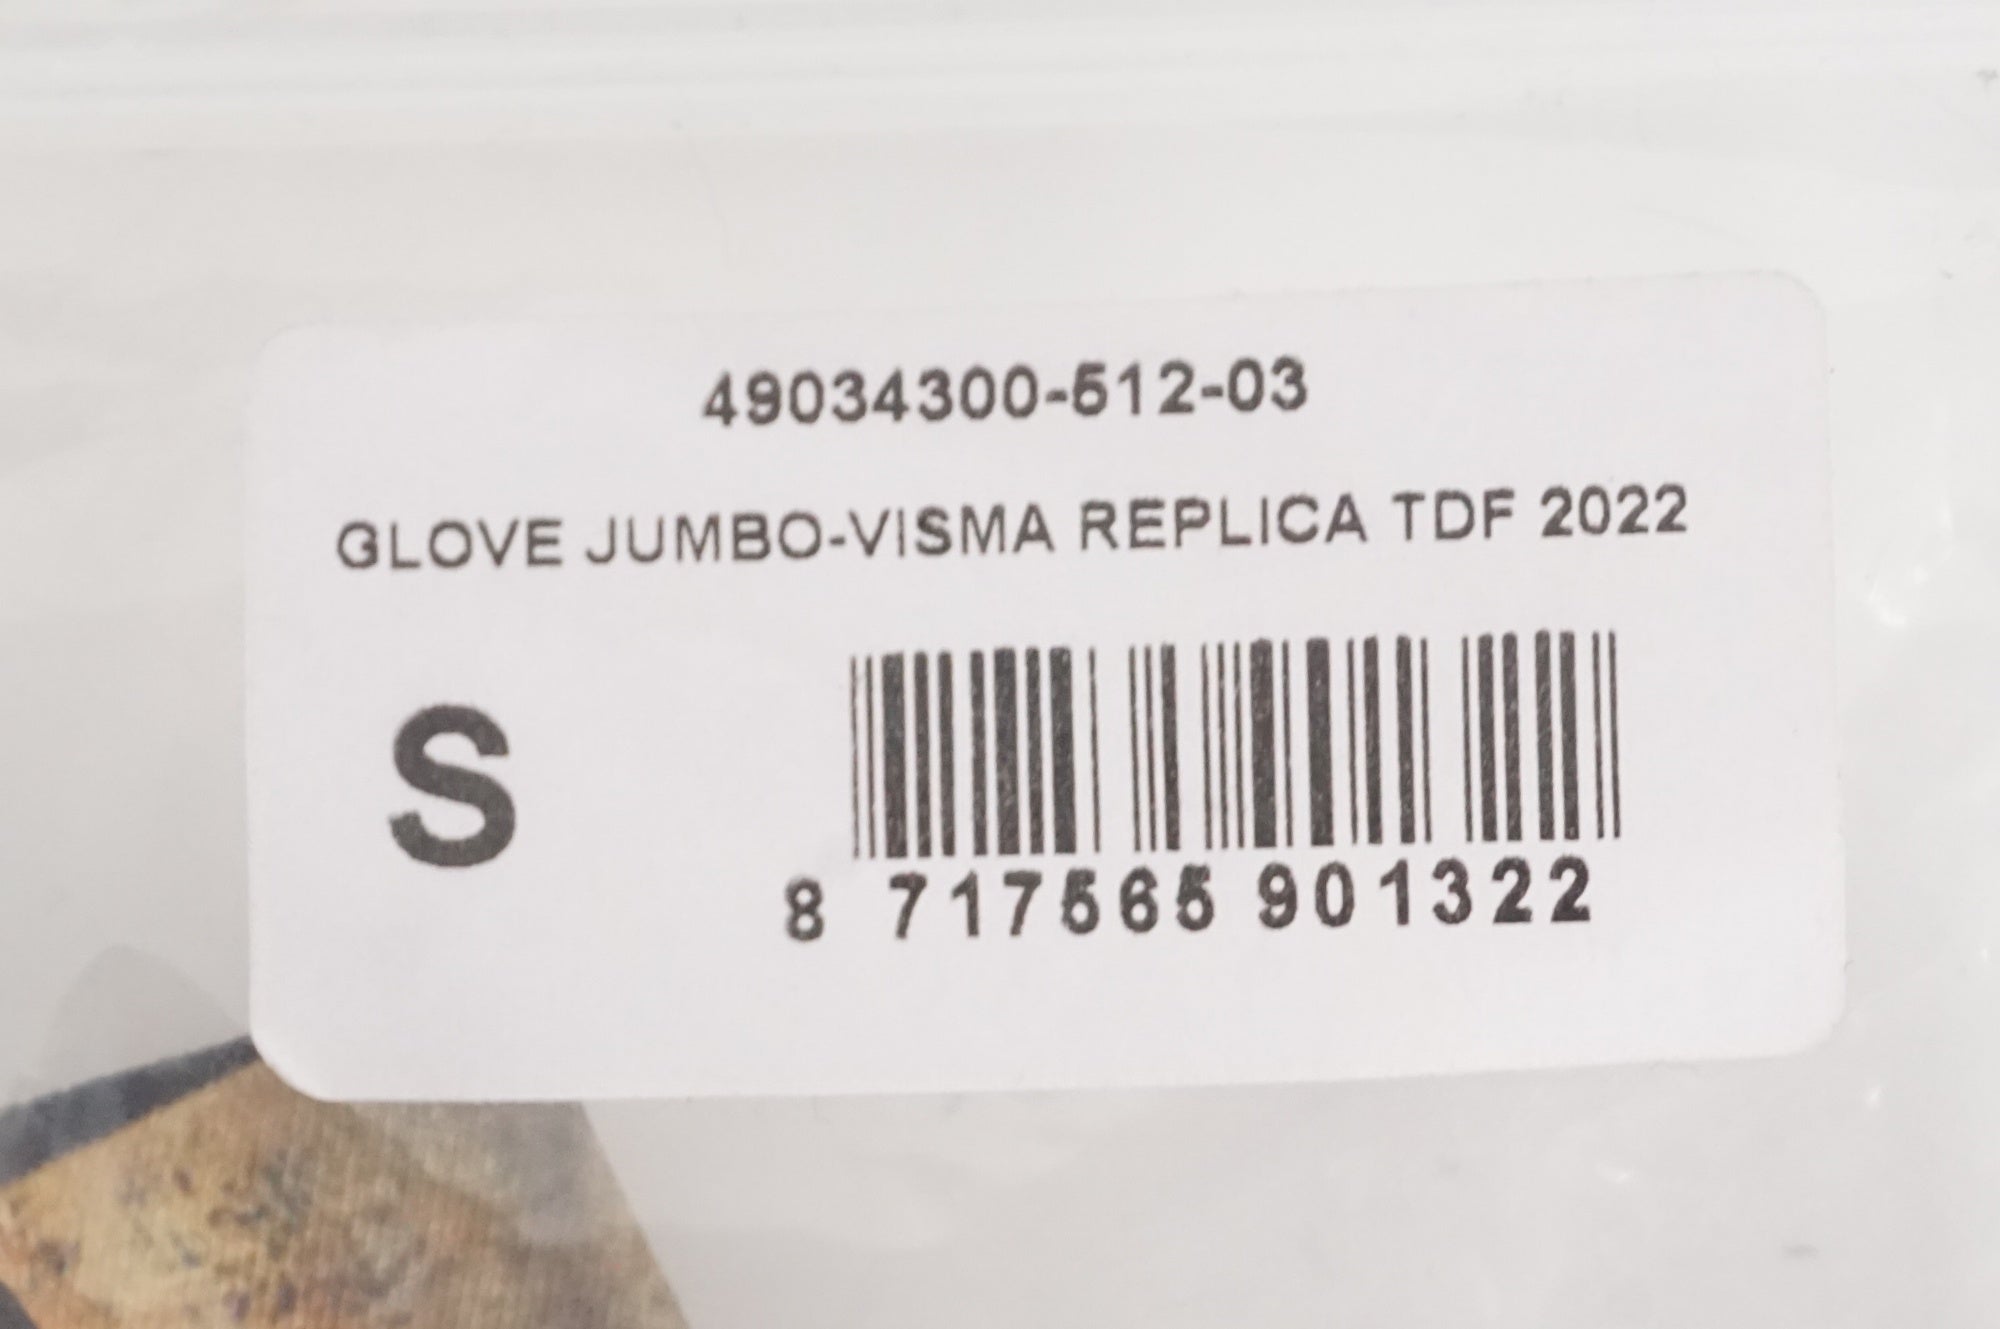 49034300-512-03
GLOVE JUMBO-VISMA REPLICA TDF 2022
S
8 717565 901322